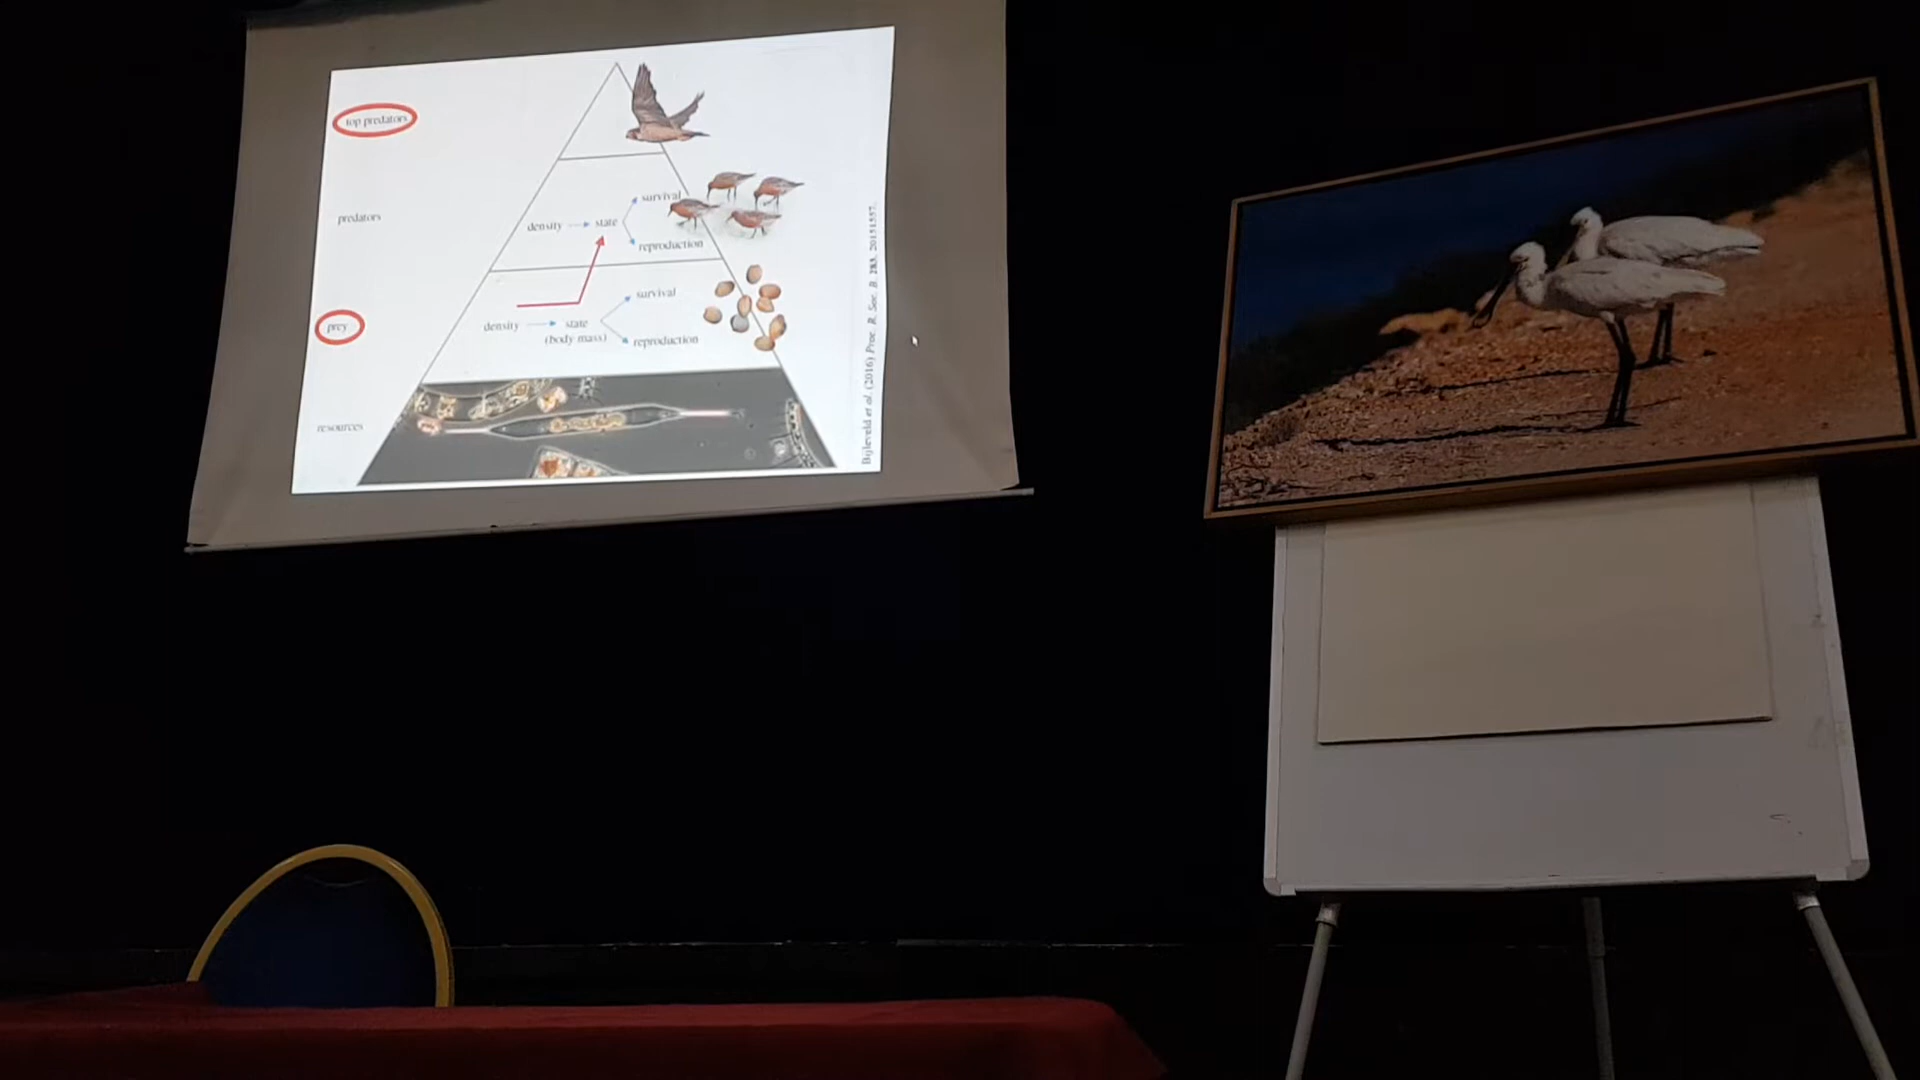 top predators
survival
predators
density
state
reproduction
survival
prey
density
state
(body mass)
reproduction
resources
Bijleveld et al. (2016) Proc. R. Soc. B. 283, 20151557.